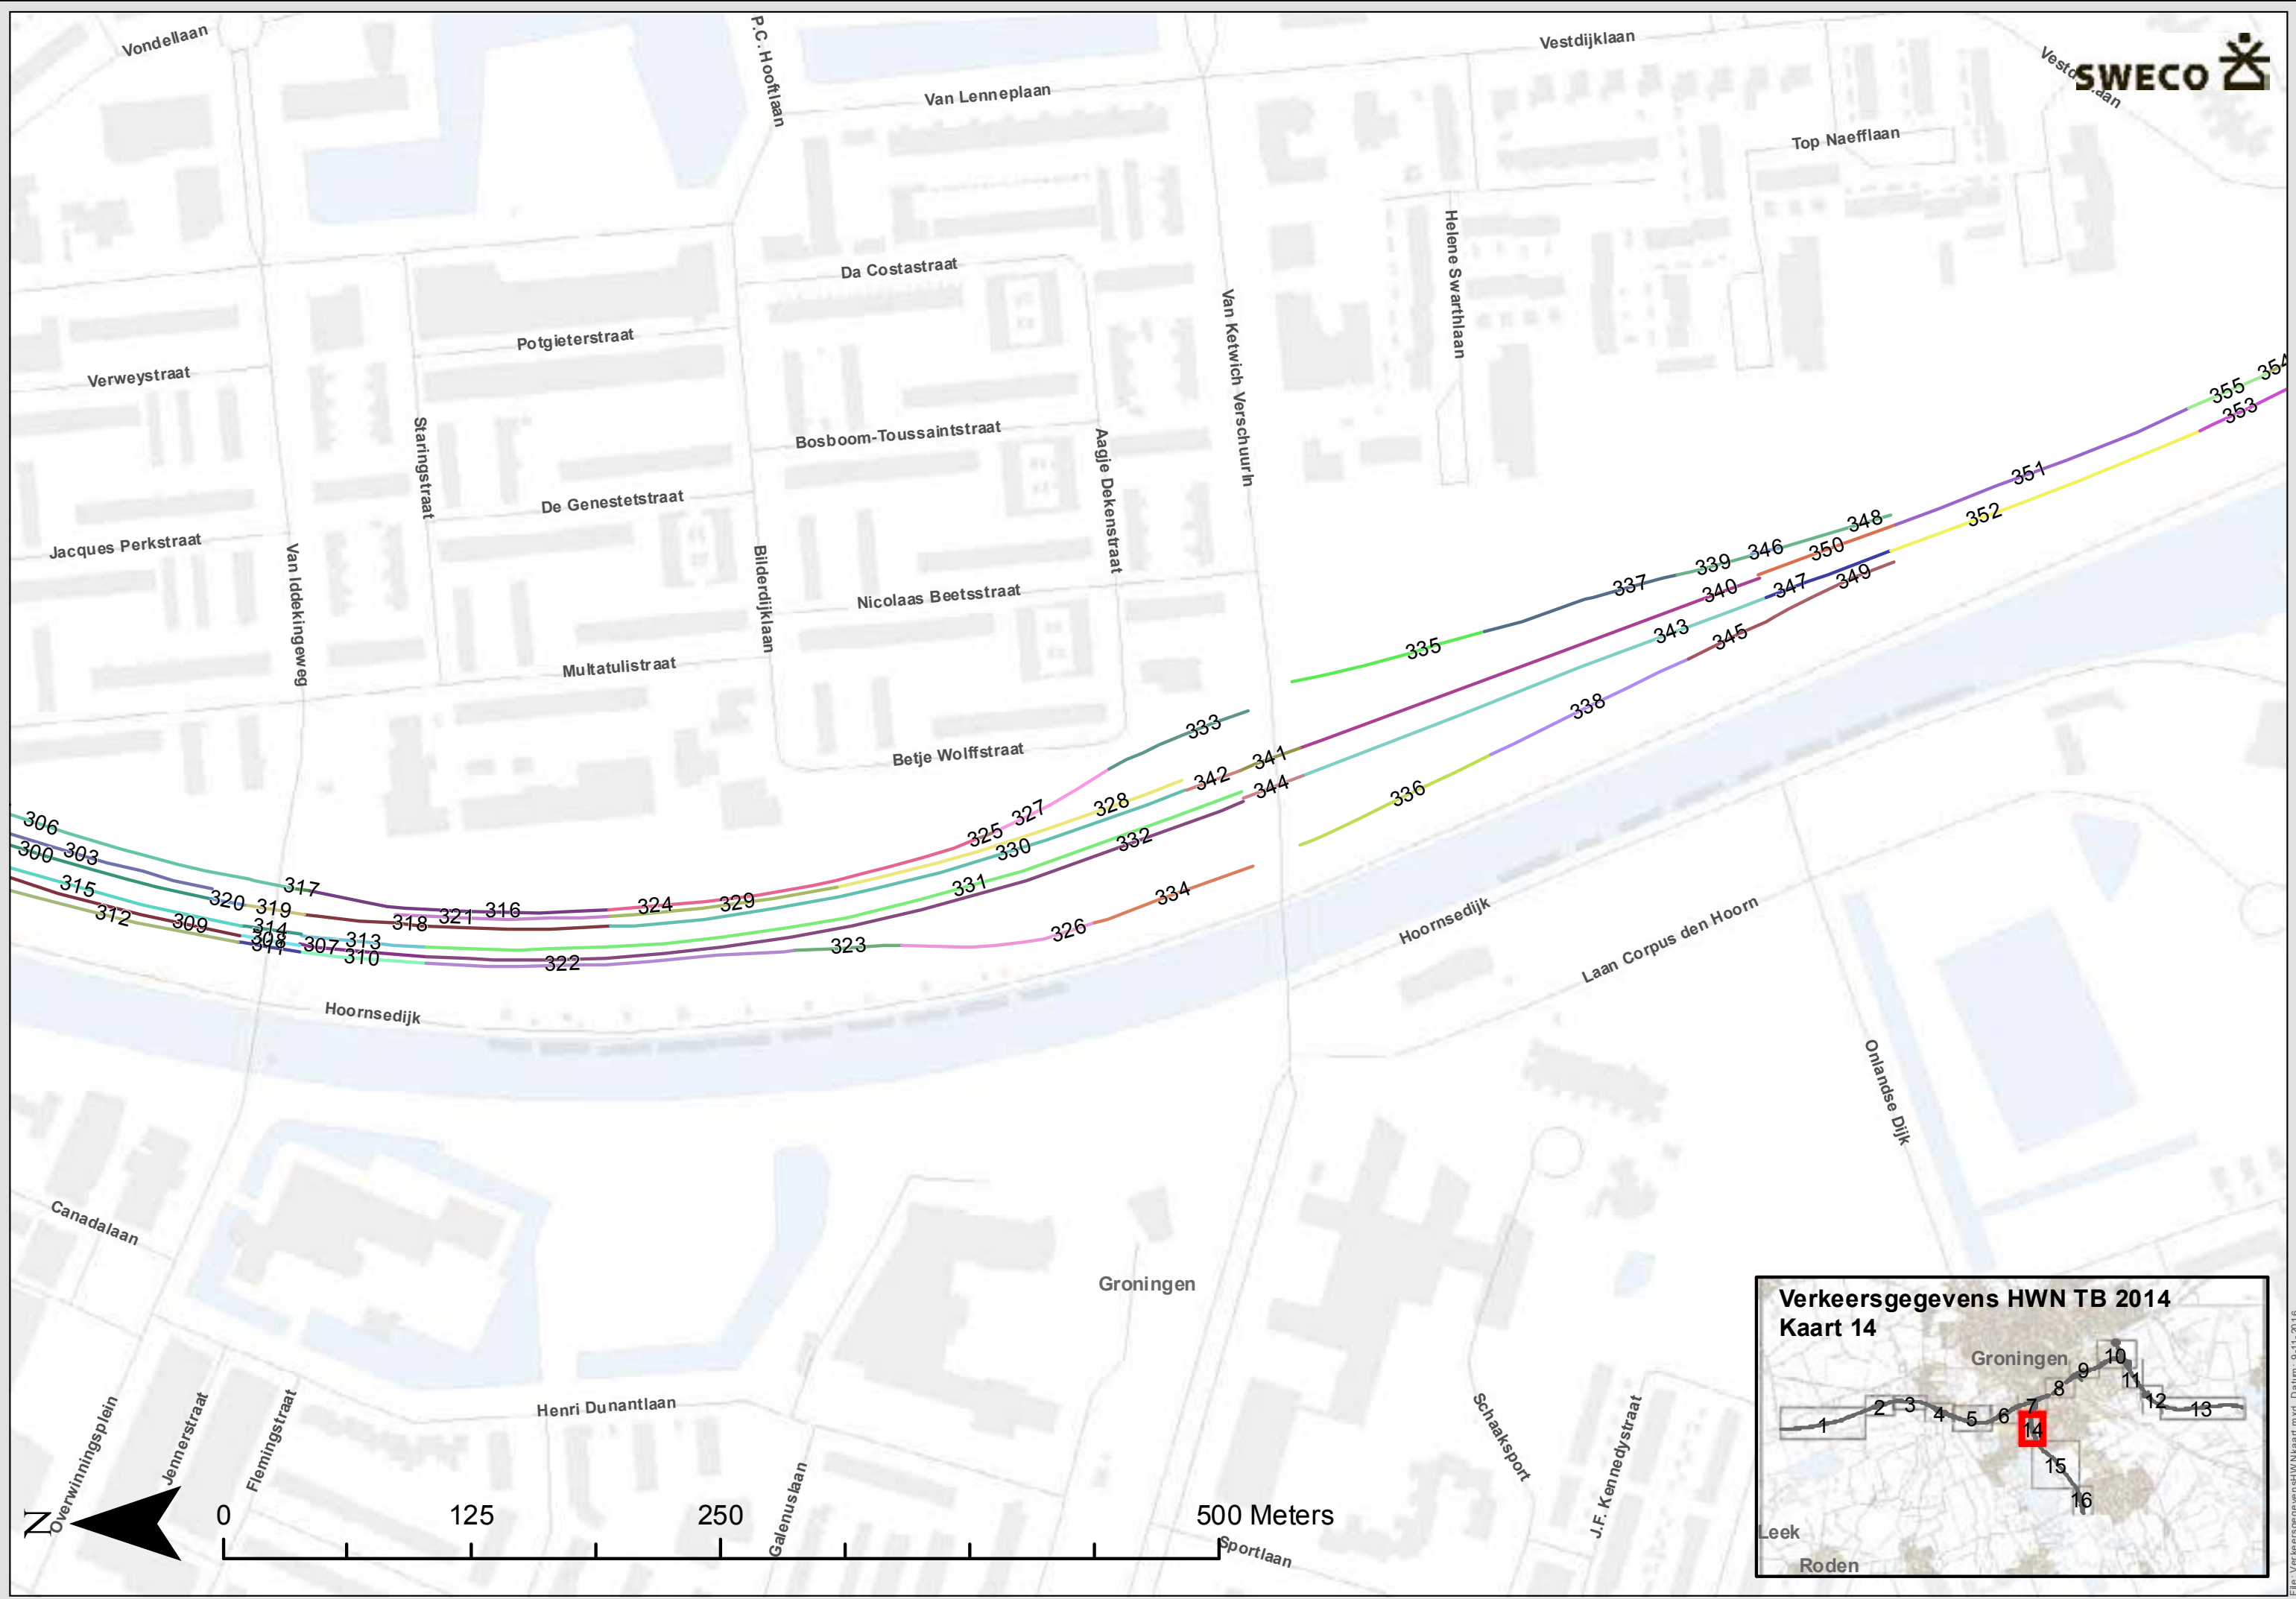 Vondellaan
P.C. Hooftlaan
Van Lenneplaan
Vestdijklaan
SWECO
Top Naefflaan
Helene Swarthlaan
Da Costastraat
Van Ketwich Verschuurln
Potgieterstraat
Verweystraat
Staringstraat
Bosboom-Toussaintstraat
Aagje Dekenstraat
De Genestetstraat
Jacques Perkstraat
Van Iddekingeweg
Bilderdijklaan
Nicolaas Beetsstraat
Multatulistraat
Betje Wolffstraat
354
355
353
351
352
348
350
346
339
340
347
349
337
343
345
335
338
336
333
341
342
344
327
328
325
330
332
331
334
326
323
306
303
300
315
312
309
317
320
319
314
308
311
307
313
310
318
321
316
322
324
329
Hoornsedijk
Hoornsedijk
Laan Corpus den Hoorn
Onlandse Dijk
Canadalaan
Groningen
Henri Dunantlaan
Overwinningsplein
Jennerstraat
Flemingstraat
Galenuslaan
Schaaksport
J.F. Kennedystraat
Sportlaan
N
0 125 250 500 Meters
Verkeersgegevens HWN TB 2014
Kaart 14
Groningen
1
2
3
4
5
6
7
8
9
10
11
12
13
14
15
16
Leek
Roden